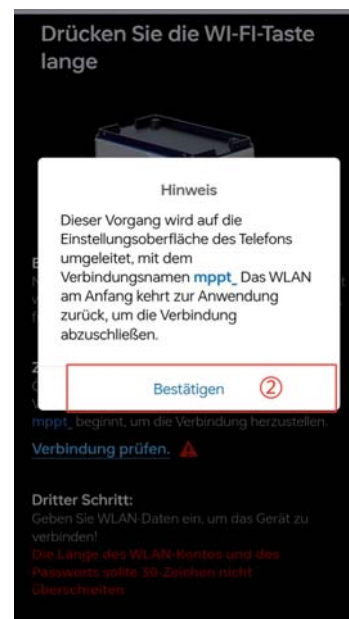 Drücken Sie die WI-FI-Taste
lange
Hinweis
Dieser Vorgang wird auf die
Einstellungsoberfläche des Telefons
umgeleitet, mit dem
Verbindungsnamen mppt_ Das WLAN
am Anfang kehrt zur Anwendung
zurück, um die Verbindung
abzuschließen.
Bestätigen ②
mppt_ beginnt, um die Verbindung herzustellen.
Verbindung prüfen.
Dritter Schritt:
Geben Sie WLAN-Daten ein, um das Gerät zu
verbinden!
Die Länge des WLAN-Kontos und des
Passworts sollte 30-Zeichen nicht
überschreiten